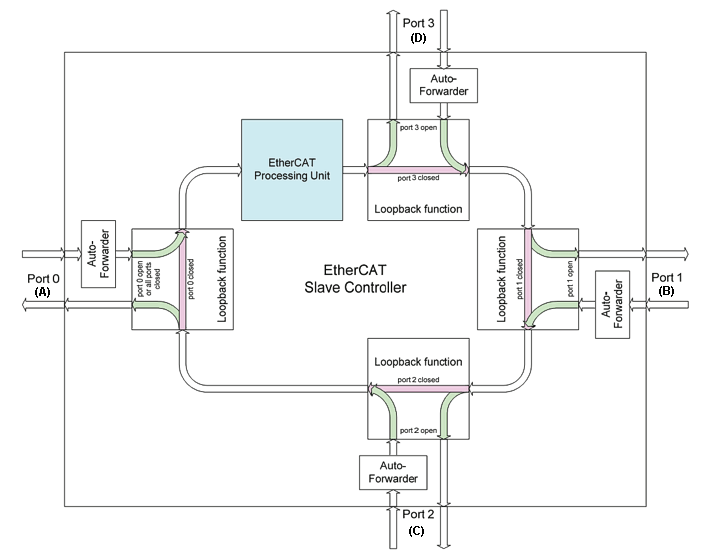 Port 3
(D)
Auto-
Forwarder
port 3 open
port 3 closed
Loopback function
EtherCAT
Processing Unit
Auto-
Forwarder
Port 0
(A)
port 0 open
or all ports
closed
port 0 closed
Loopback function
EtherCAT
Slave Controller
Loopback function
port 1 closed
port 1 open
Auto-
Forwarder
Port 1
(B)
Loopback function
port 2 closed
port 2 open
Auto-
Forwarder
Port 2
(C)